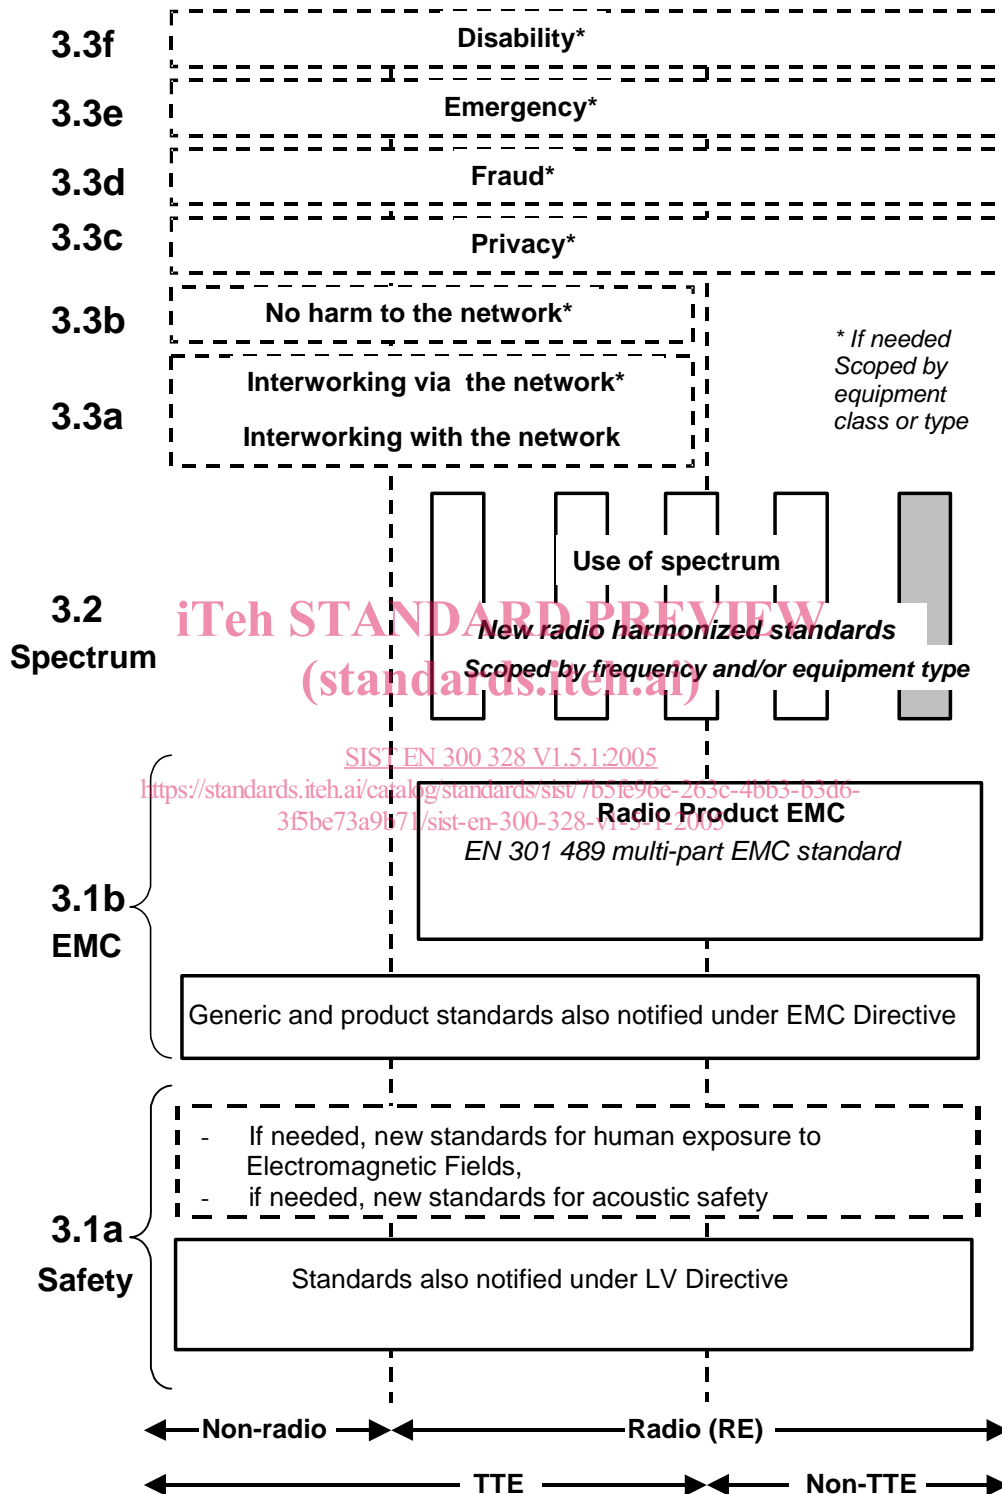 3.3f
Disability*
3.3e
Emergency*
3.3d
Fraud*
3.3c
Privacy*
3.3b
No harm to the network*
* If needed
Scoped by
equipment
class or type
3.3a
Interworking via the network*
Interworking with the network
Use of spectrum
3.2
Spectrum
iTeh STANDARD PREVIEW
New radio harmonized standards
(standards.iteh.ai)
Scoped by frequency and/or equipment type
SIST EN 300 328 V1.5.1:2005
https://standards.iteh.ai/catalog/standards/sist/7b5fe96e-263c-4bb3-b3d6-
3f5be73a9b71/sist-en-300-328-v1-5-1-2005
Radio Product EMC
EN 301 489 multi-part EMC standard
3.1b
EMC
Generic and product standards also notified under EMC Directive
- If needed, new standards for human exposure to
Electromagnetic Fields,
- if needed, new standards for acoustic safety
3.1a
Safety
Standards also notified under LV Directive
Non-radio
Radio (RE)
TTE
Non-TTE